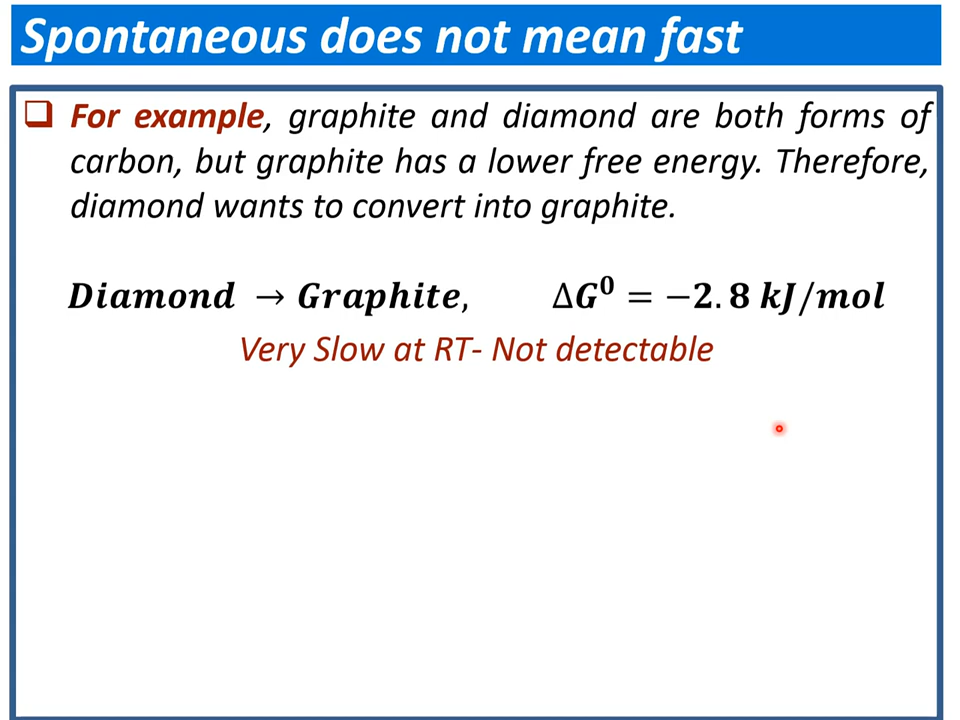 Spontaneous does not mean fast
For example, graphite and diamond are both forms of
carbon, but graphite has a lower free energy. Therefore,
diamond wants to convert into graphite.
Diamond → Graphite, ΔG⁰ = −2.8 kJ/mol
Very Slow at RT- Not detectable